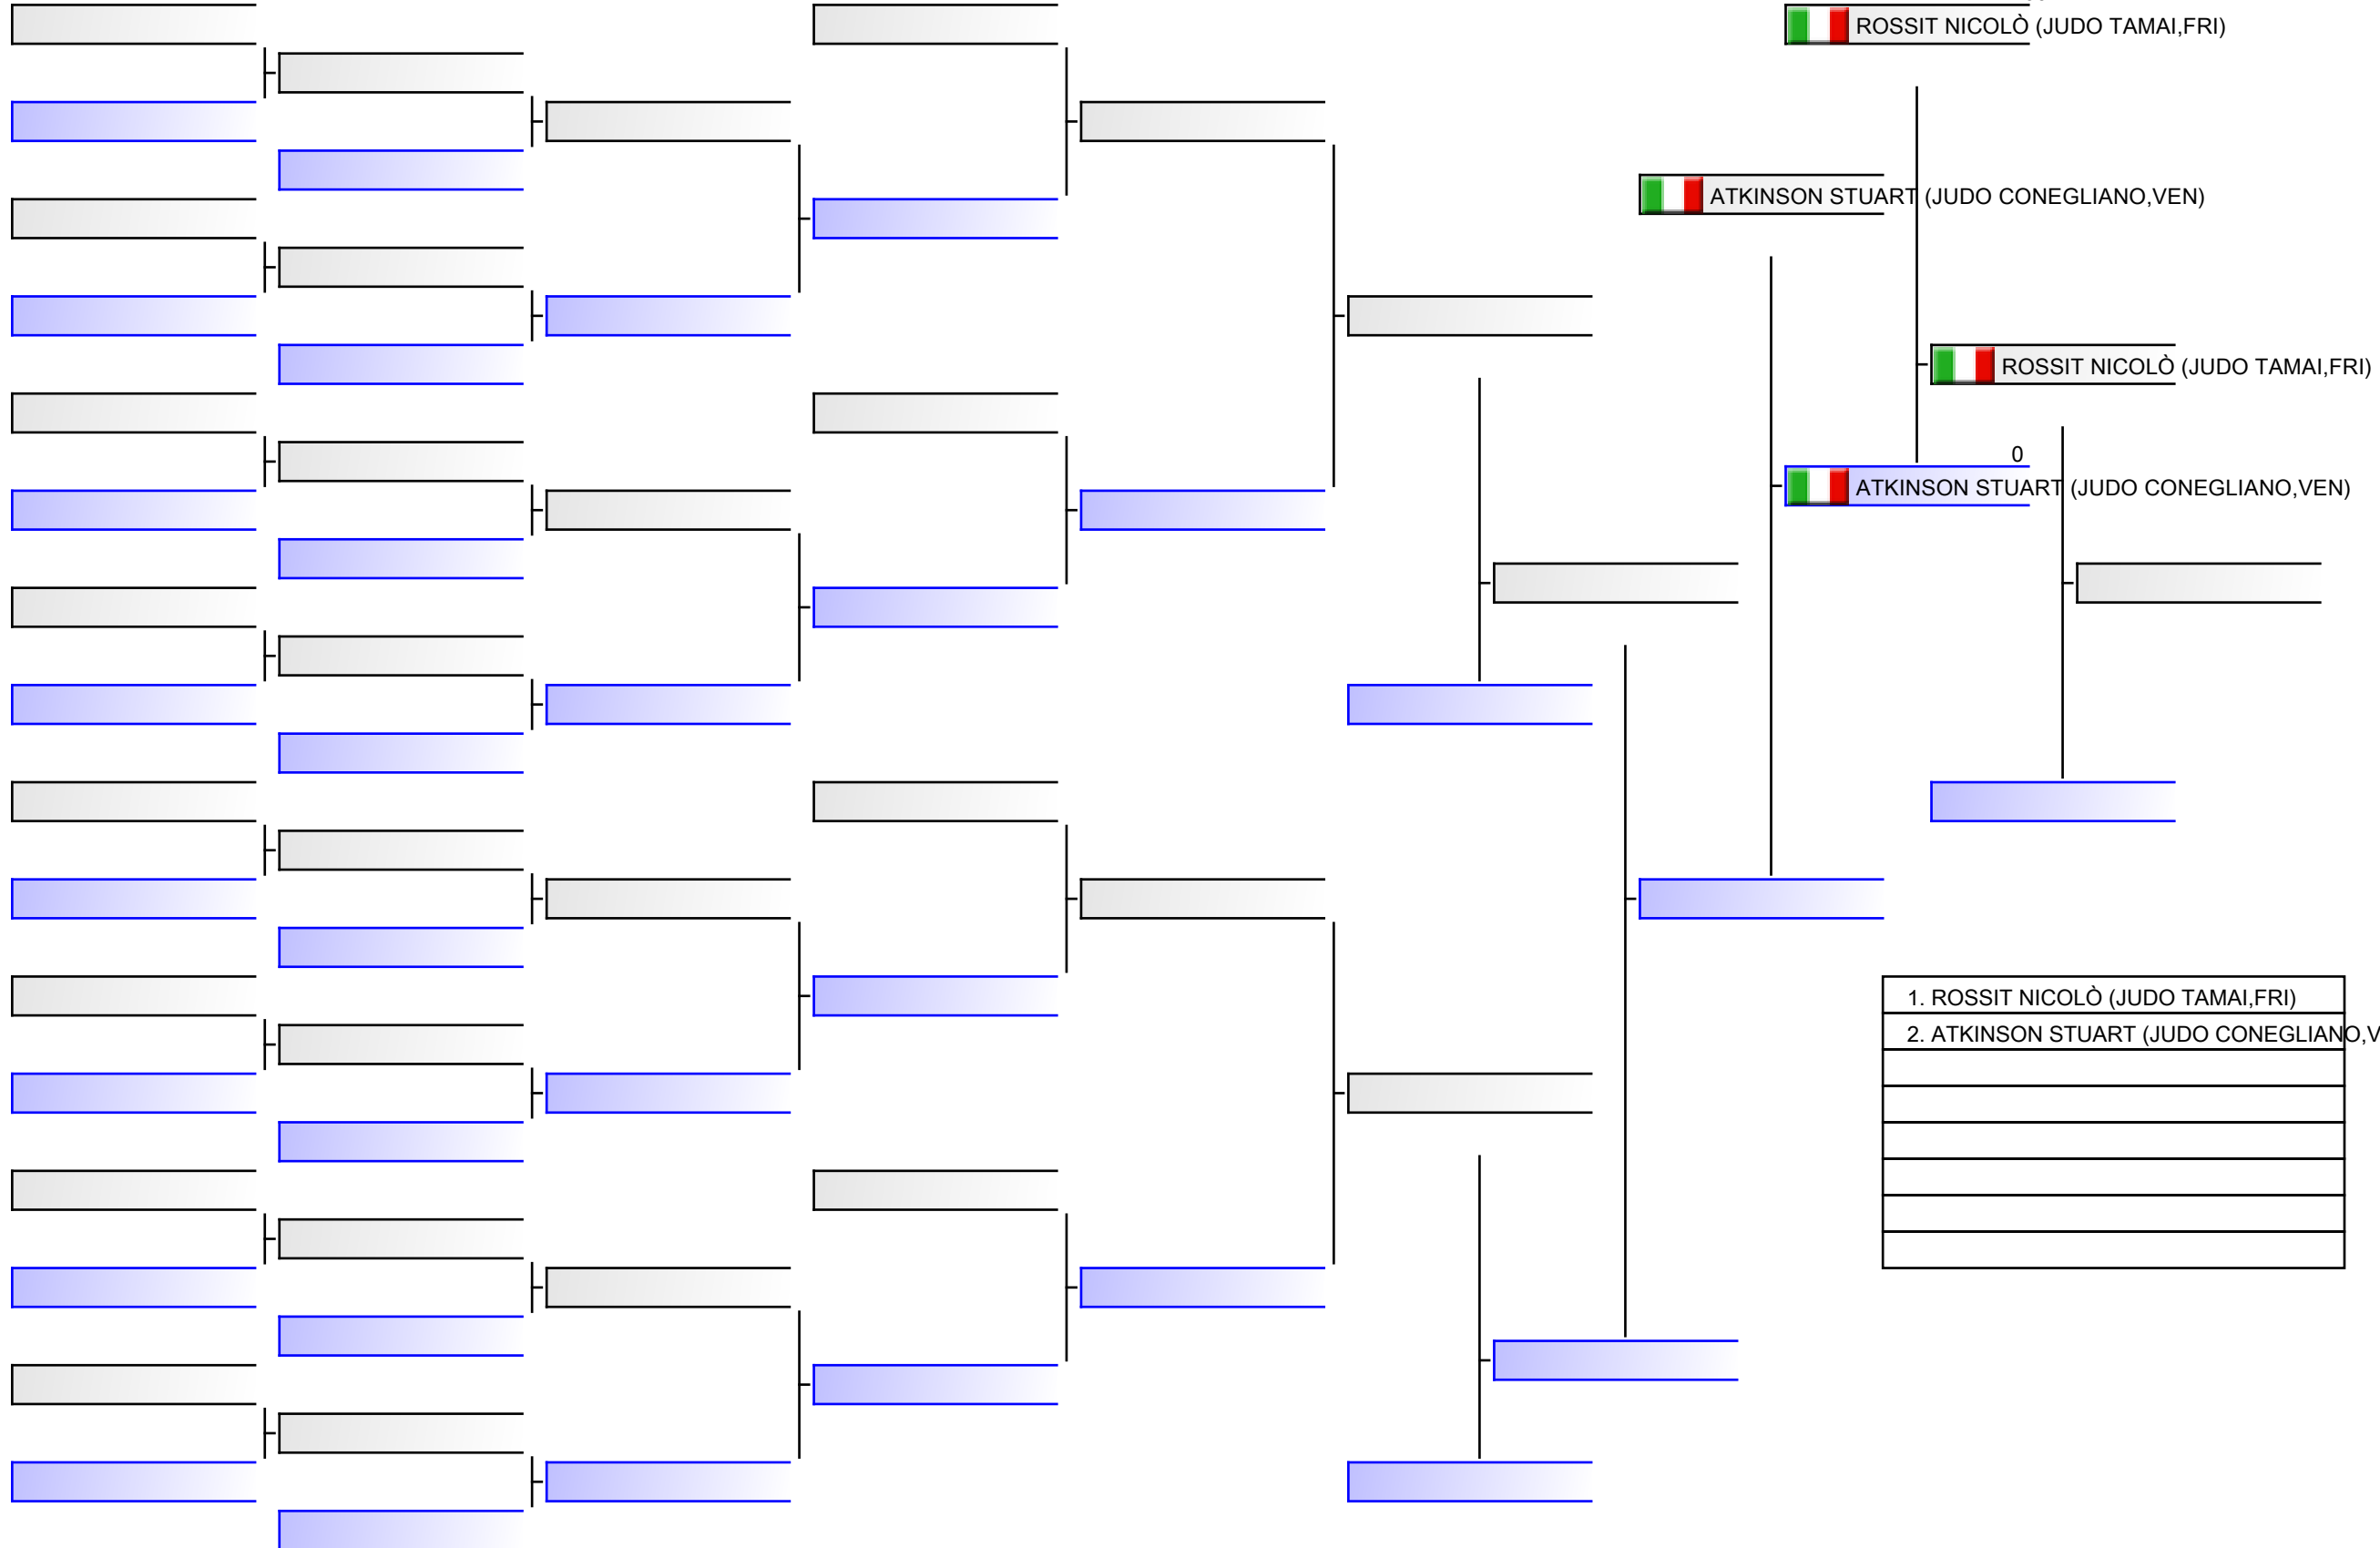 ROSSIT NICOLÒ (JUDO TAMAI,FRI)
ATKINSON STUART (JUDO CONEGLIANO,VEN)
ROSSIT NICOLÒ (JUDO TAMAI,FRI)
0
ATKINSON STUART (JUDO CONEGLIANO,VEN)
1. ROSSIT NICOLÒ (JUDO TAMAI,FRI)
2. ATKINSON STUART (JUDO CONEGLIANO,V